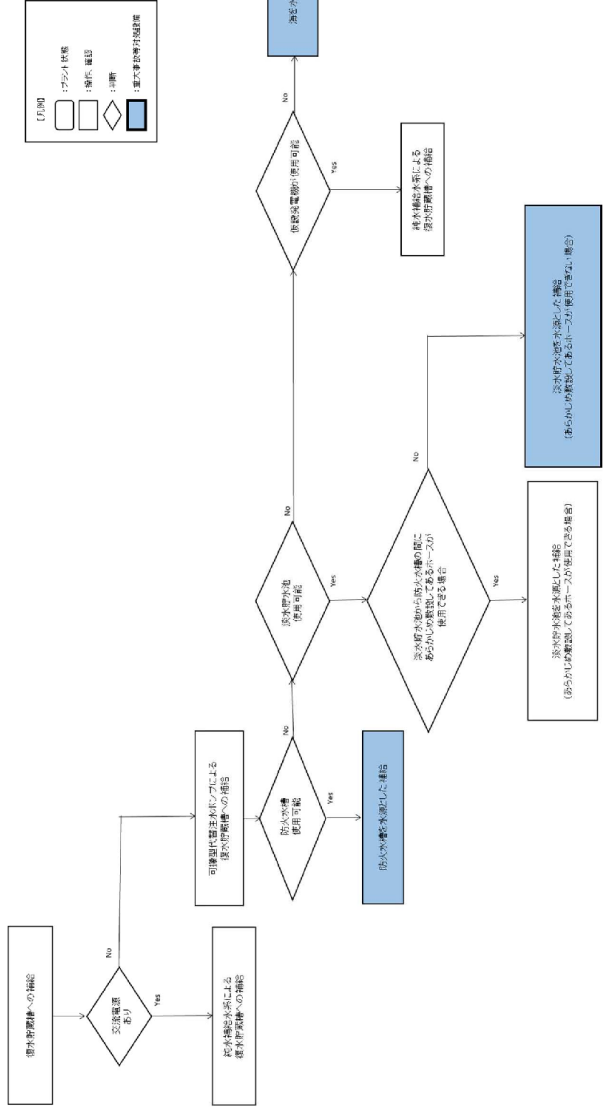 【凡例】
：プラント状態
：操作、確認
：判断
：重大事故等対処設備
復水貯蔵槽への補給
交流電源
あり
No
Yes
純水補給水系による
復水貯蔵槽への補給
可搬型代替注水ポンプによる
復水貯蔵槽への補給
防火水槽
使用可能
No
Yes
防火水槽を水源とした補給
淡水貯水池
使用可能
No
Yes
淡水貯水池から防火水槽の間に
あらかじめ敷設してあるホースが
使用できる場合
No
Yes
淡水貯水池を水源とした補給
（あらかじめ敷設してあるホースが使用できる場合）
淡水貯水池を水源とした補給
（あらかじめ敷設してあるホースが使用できない場合）
仮設発電機が使用可能
No
Yes
純水補給水系による
復水貯蔵槽への補給
海を水